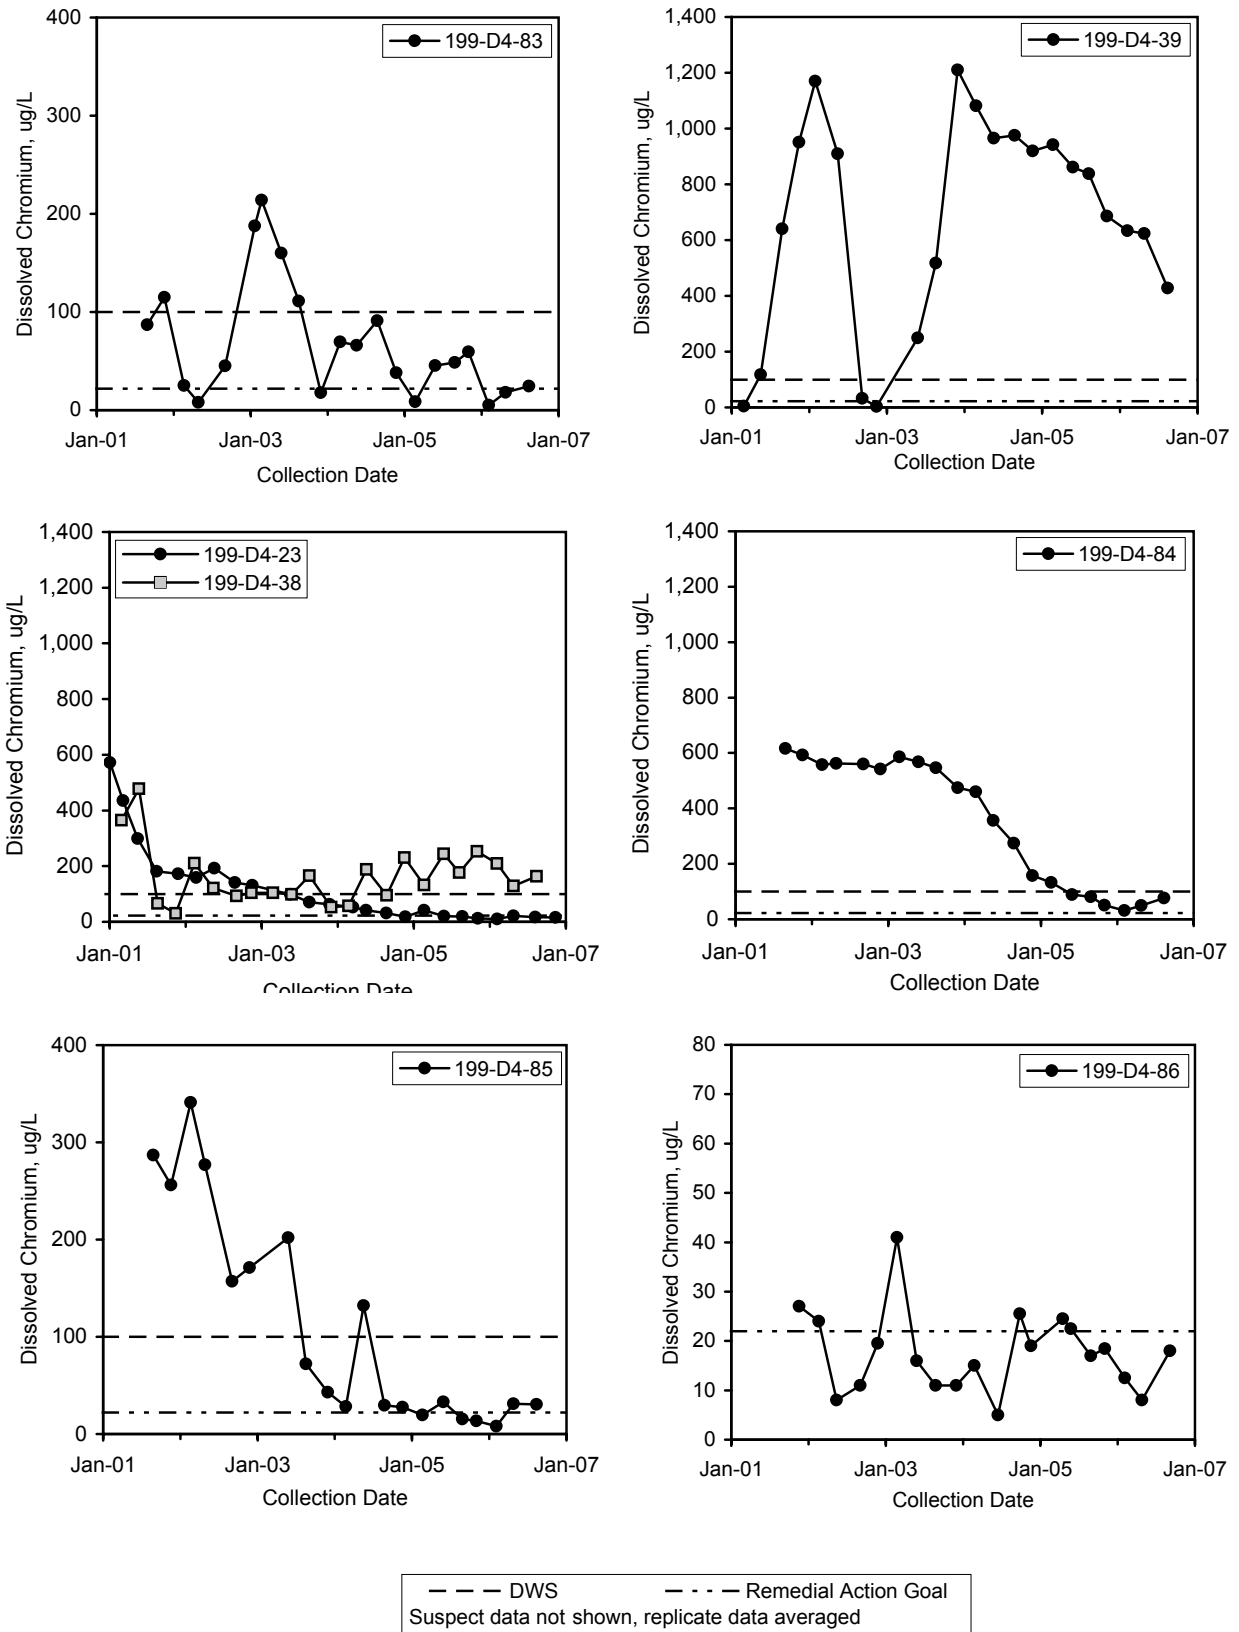 199-D4-83
Dissolved Chromium, ug/L
400
300
200
100
0
Jan-01 Jan-03 Jan-05 Jan-07
Collection Date
199-D4-39
Dissolved Chromium, ug/L
1,400
1,200
1,000
800
600
400
200
0
Jan-01 Jan-03 Jan-05 Jan-07
Collection Date
199-D4-23
199-D4-38
Dissolved Chromium, ug/L
1,400
1,200
1,000
800
600
400
200
0
Jan-01 Jan-03 Jan-05 Jan-07
Collection Date
199-D4-84
Dissolved Chromium, ug/L
1,400
1,200
1,000
800
600
400
200
0
Jan-01 Jan-03 Jan-05 Jan-07
Collection Date
199-D4-85
Dissolved Chromium, ug/L
400
300
200
100
0
Jan-01 Jan-03 Jan-05 Jan-07
Collection Date
199-D4-86
Dissolved Chromium, ug/L
80
70
60
50
40
30
20
10
0
Jan-01 Jan-03 Jan-05 Jan-07
Collection Date
DWS Remedial Action Goal
Suspect data not shown, replicate data averaged